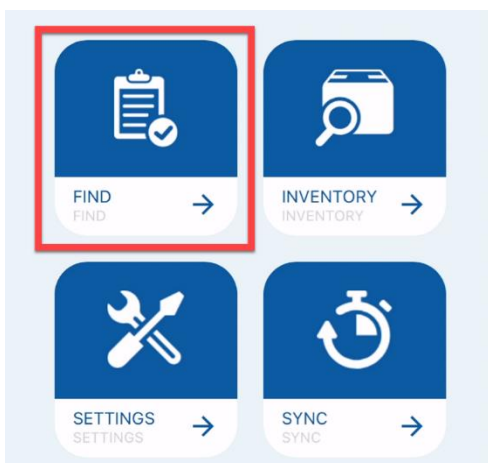 FIND
FIND
INVENTORY
INVENTORY
SETTINGS
SETTINGS
SYNC
SYNC